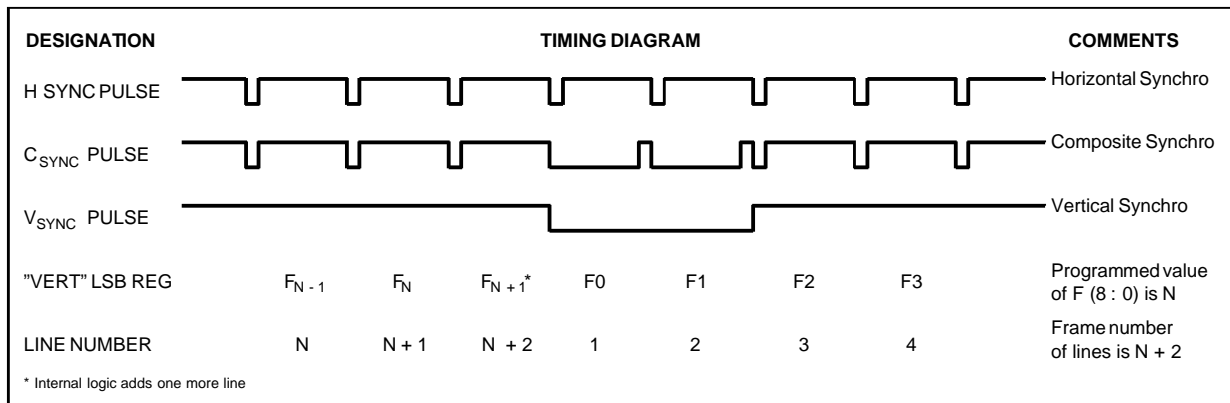 DESIGNATION TIMING DIAGRAM COMMENTS
H SYNC PULSE Horizontal Synchro
CSYNC PULSE Composite Synchro
VSYNC PULSE Vertical Synchro
"VERT" LSB REG FN - 1 FN FN + 1* F0 F1 F2 F3 Programmed value
of F (8 : 0) is N
LINE NUMBER N N + 1 N + 2 1 2 3 4 Frame number
of lines is N + 2
* Internal logic adds one more line